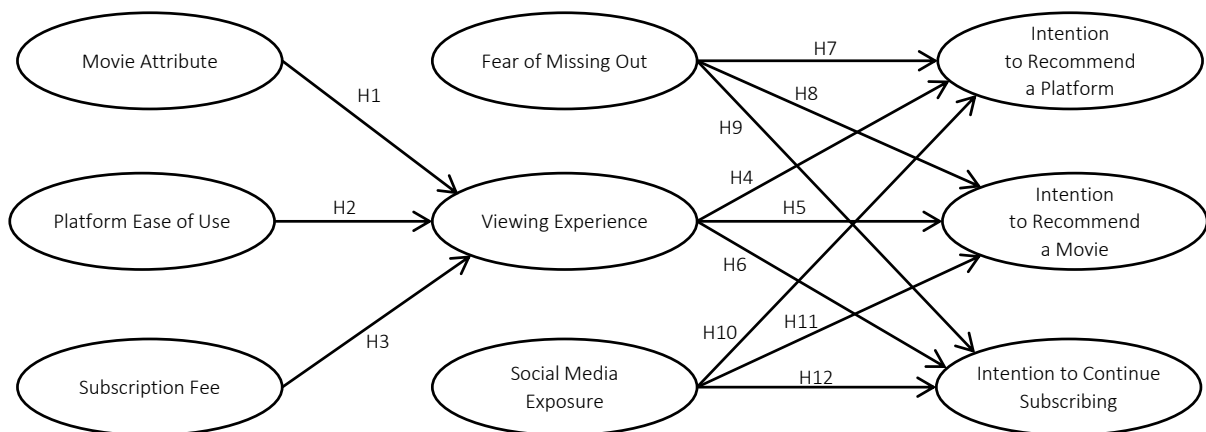 Movie Attribute
H1
Platform Ease of Use
H2
Subscription Fee
H3
Fear of Missing Out
Viewing Experience
Social Media
Exposure
H7
H8
H9
H4
H5
H6
H10
H11
H12
Intention
to Recommend
a Platform
Intention
to Recommend
a Movie
Intention to Continue
Subscribing